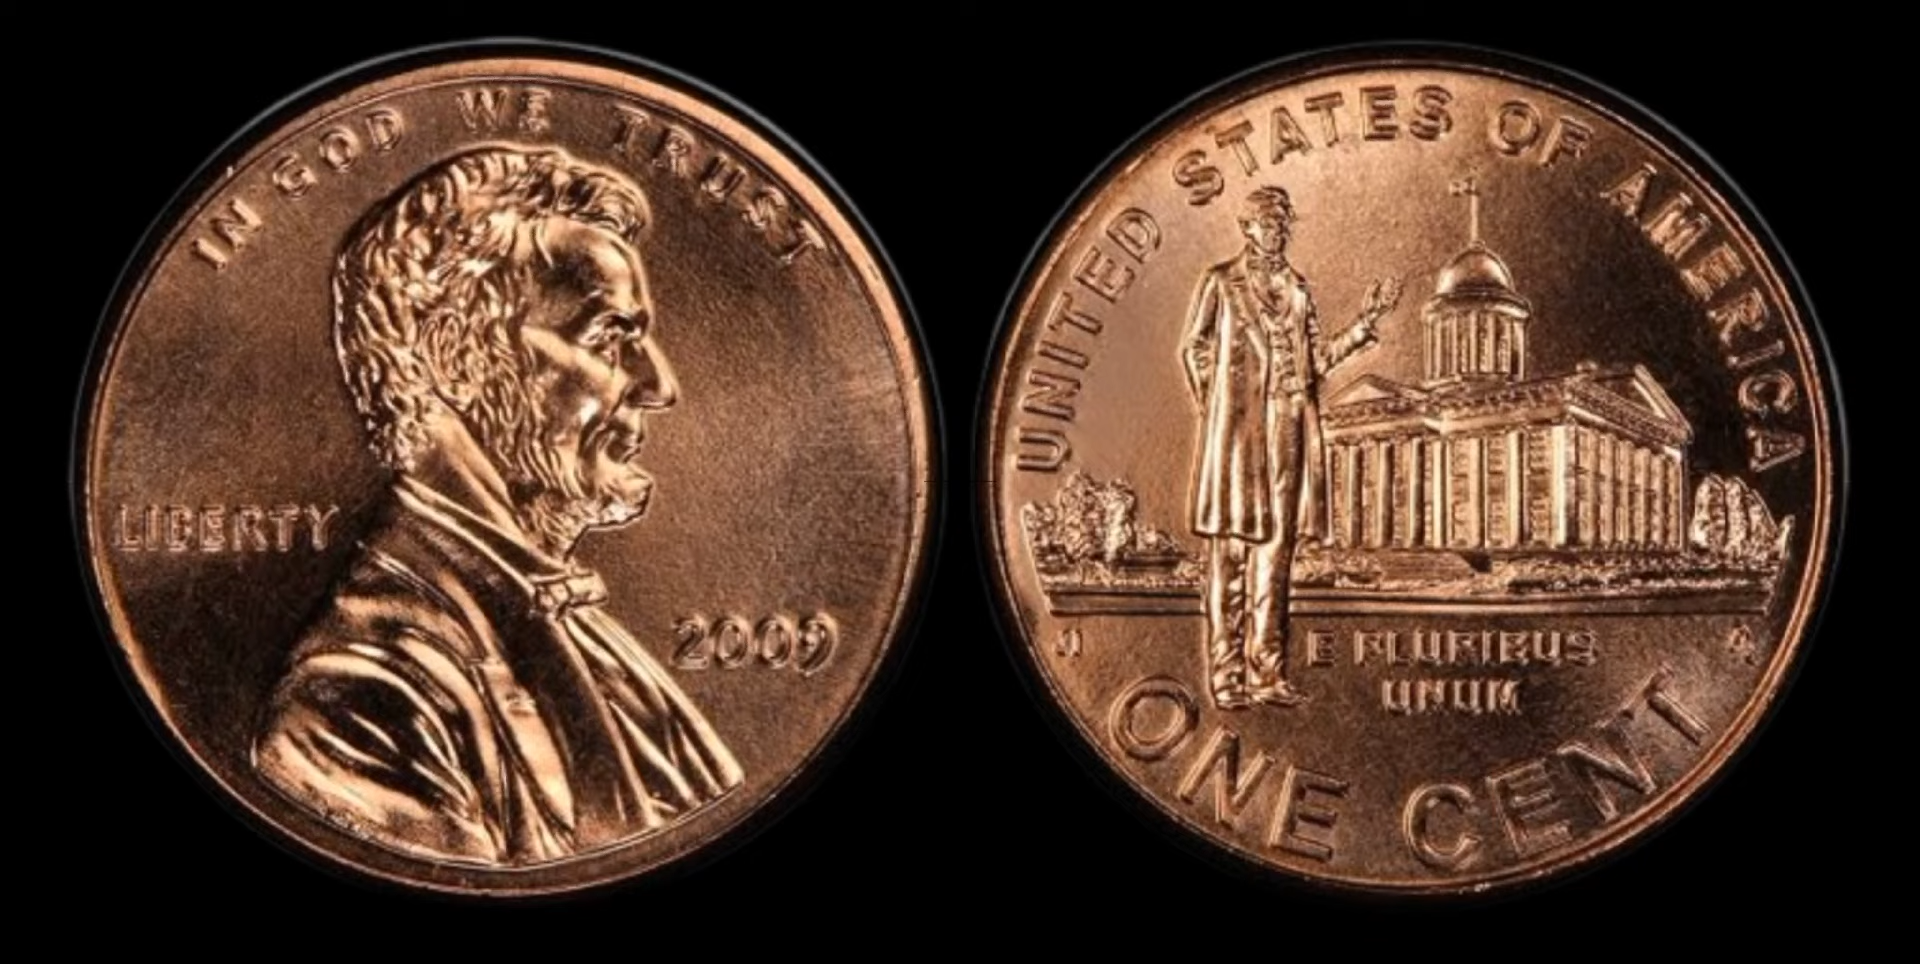 IN GOD WE TRUST
LIBERTY
2009
UNITED STATES OF AMERICA
E PLURIBUS
UNUM
ONE CENT